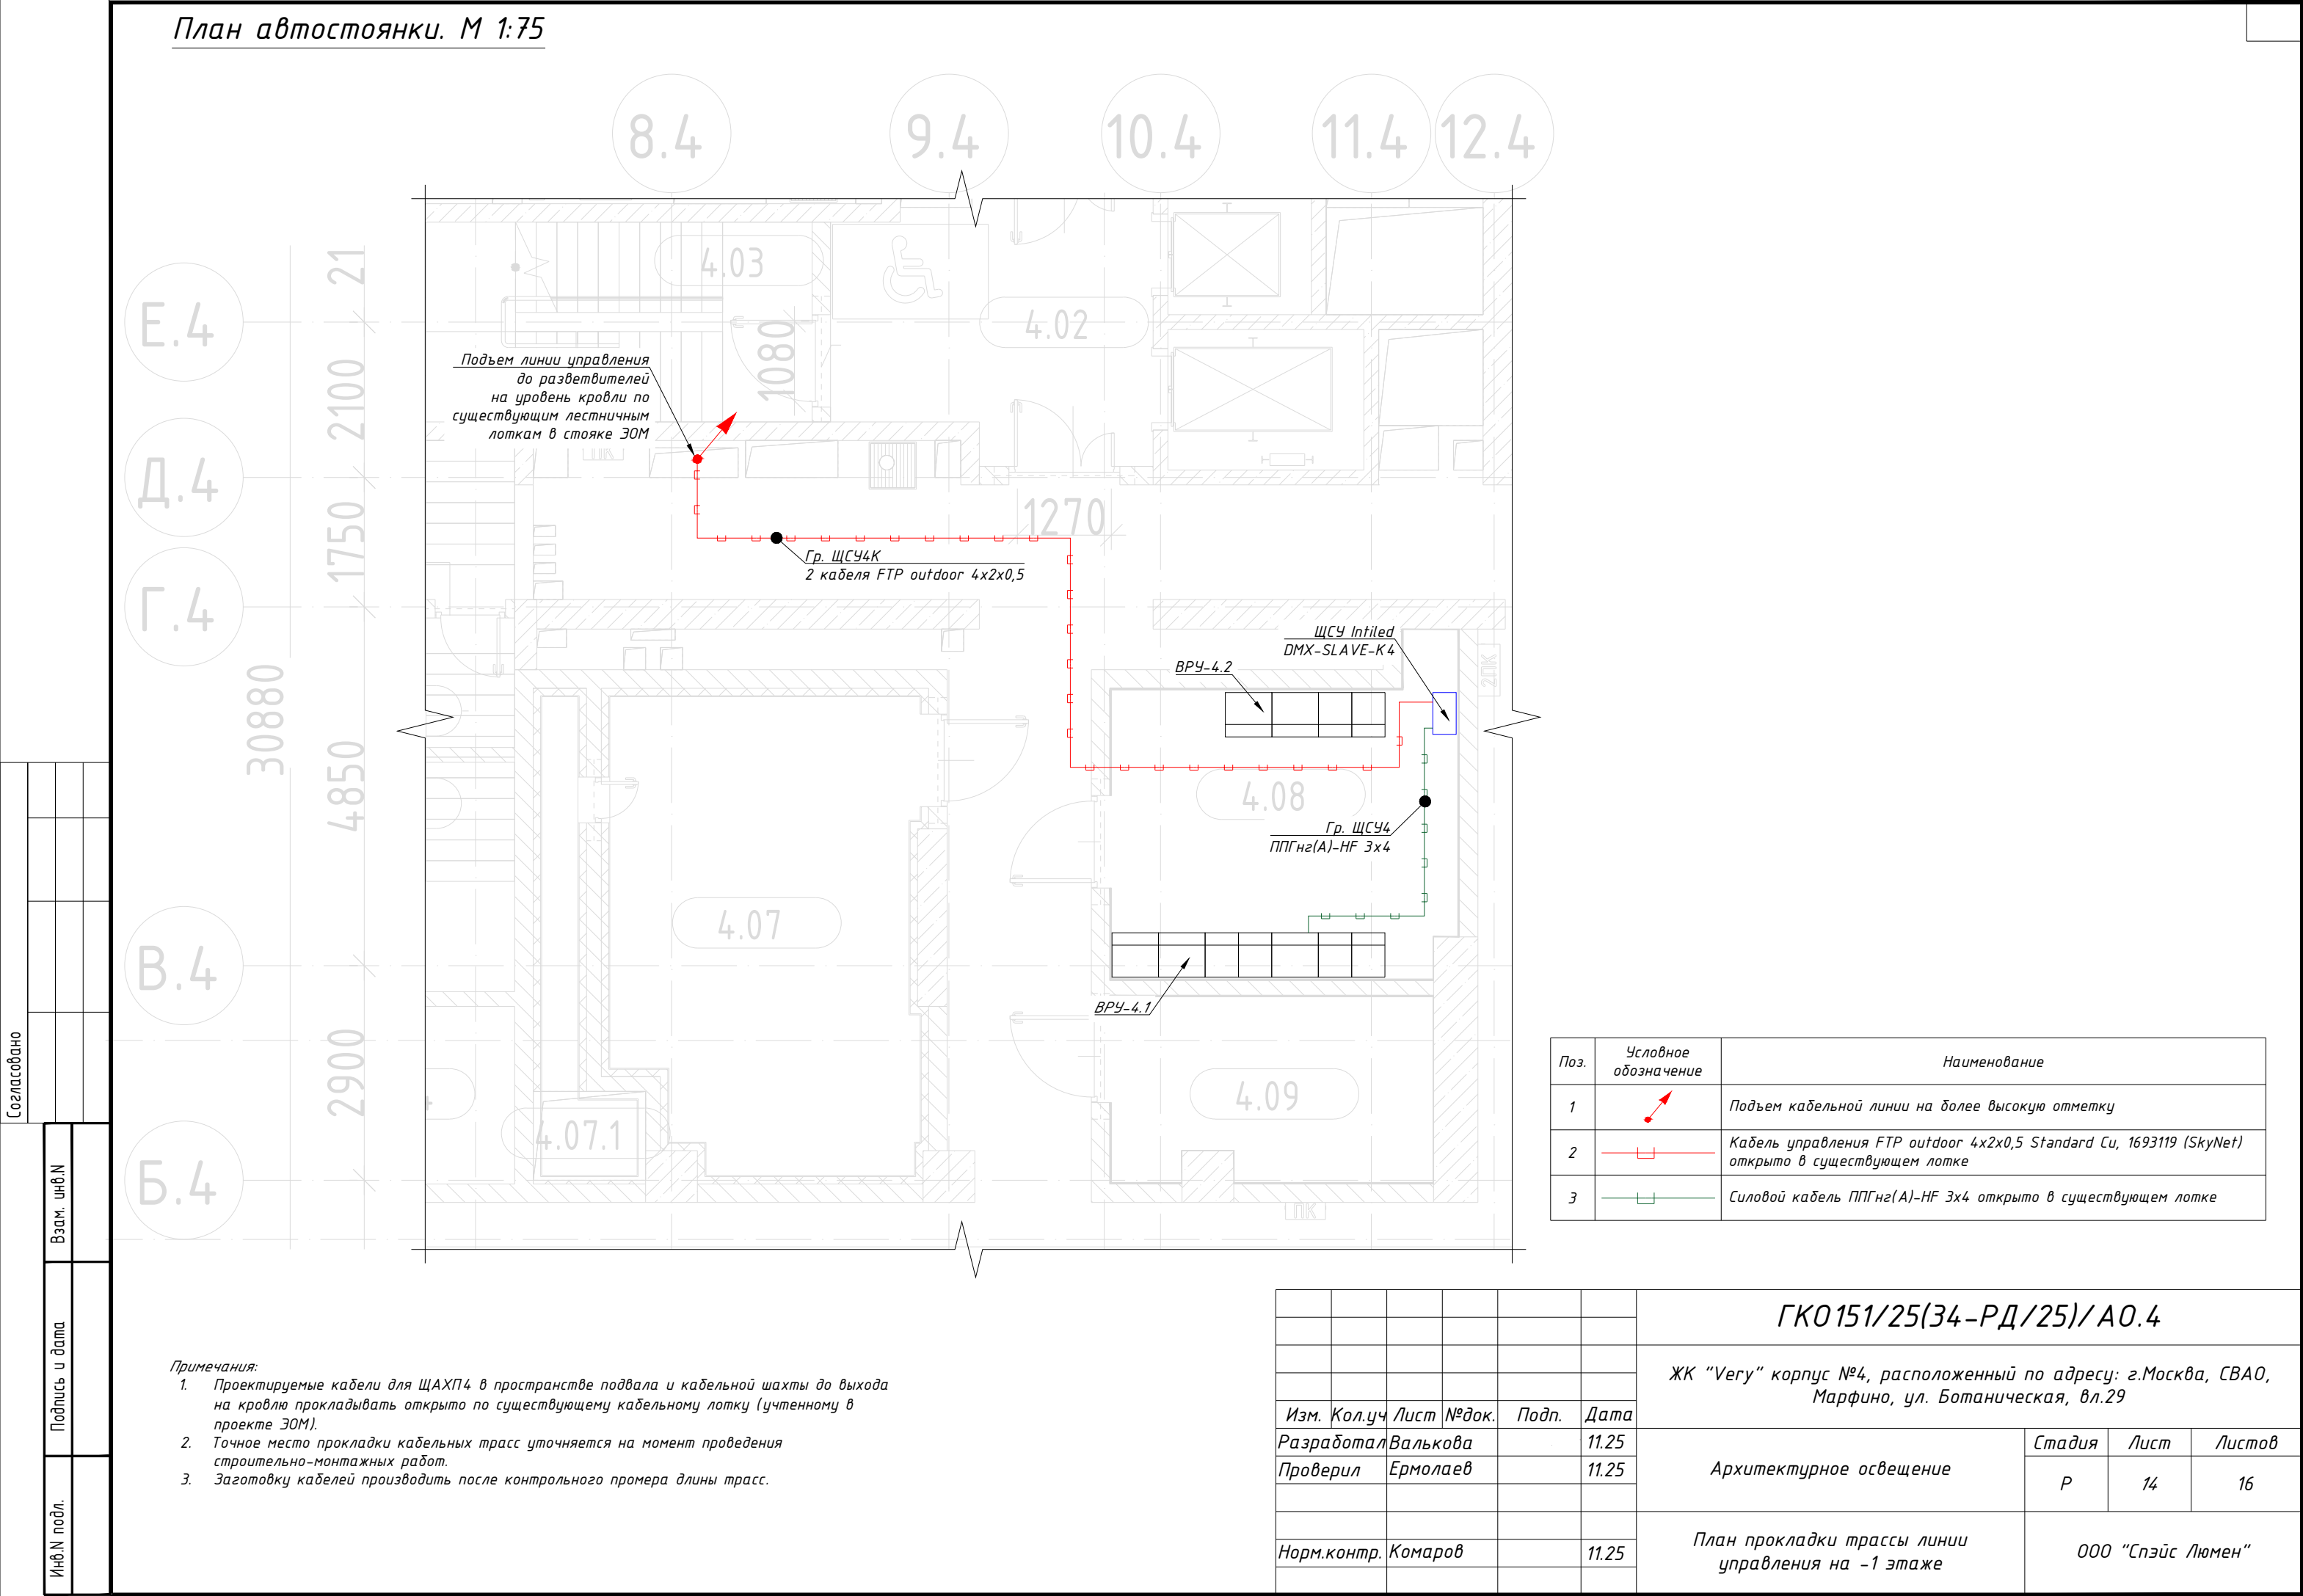 План автостоянки. М 1:75
8.4
9.4
10.4
11.4
12.4
Е.4
Д.4
Г.4
В.4
Б.4
21
2100
1750
4850
2900
30880
4.03
4.02
1080
1270
ПК
2ПК
Подъем линии управления
до разветвителей
на уровень кровли по
существующим лестничным
лоткам в стояке ЭОМ
Гр. ЩСУ4К
2 кабеля FTP outdoor 4х2х0,5
ЩСУ Intiled
DMX-SLAVE-K4
ВРУ-4.2
4.08
Гр. ЩСУ4
ППГнг(А)-HF 3х4
4.07
ВРУ-4.1
4.09
4.07.1
ПК
Поз.
Условное
обозначение
Наименование
1
Подъем кабельной линии на более высокую отметку
2
Кабель управления FTP outdoor 4х2х0,5 Standard Cu, 1693119 (SkyNet)
открыто в существующем лотке
3
Силовой кабель ППГнг(А)-HF 3х4 открыто в существующем лотке
Примечания:
1. Проектируемые кабели для ЩАХП4 в пространстве подвала и кабельной шахты до выхода
на кровлю прокладывать открыто по существующему кабельному лотку (учтенному в
проекте ЭОМ).
2. Точное место прокладки кабельных трасс уточняется на момент проведения
строительно-монтажных работ.
3. Заготовку кабелей производить после контрольного промера длины трасс.
Согласовано
Взам. инв.N
Подпись и дата
Инв.N подл.
ГКО151/25(34-РД/25)/АО.4
ЖК "Very" корпус №4, расположенный по адресу: г.Москва, СВАО,
Марфино, ул. Ботаническая, вл.29
Изм. Кол.уч Лист №док. Подп. Дата
Разработал Валькова 11.25
Проверил Ермолаев 11.25
Норм.контр. Комаров 11.25
Архитектурное освещение
Стадия Лист Листов
Р 14 16
План прокладки трассы линии
управления на -1 этаже
ООО "Спэйс Люмен"